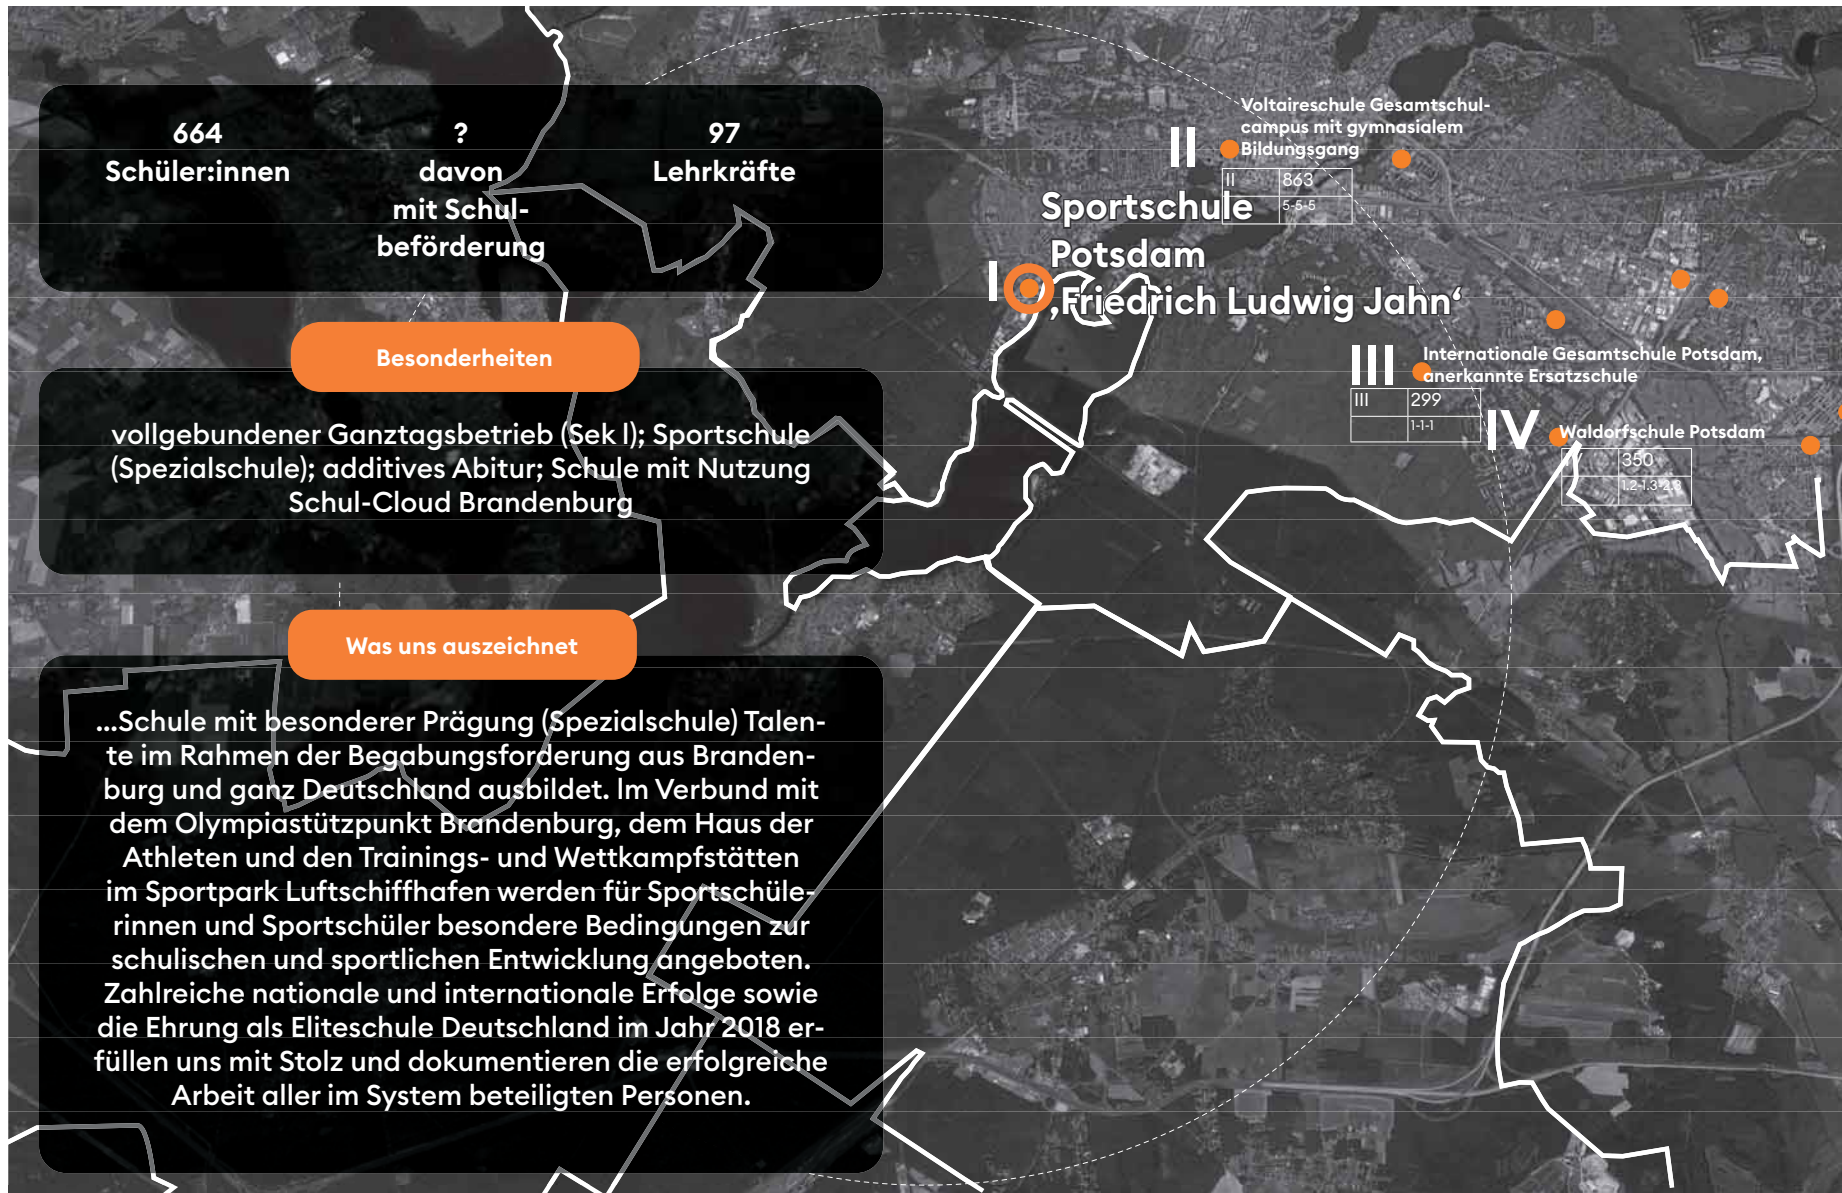 664
Schüler:innen
?
davon
mit Schul-
beförderung
97
Lehrkräfte
Besonderheiten
vollgebundener Ganztagsbetrieb (Sek I); Sportschule
(Spezialschule); additives Abitur; Schule mit Nutzung
Schul-Cloud Brandenburg
Was uns auszeichnet
...Schule mit besonderer Prägung (Spezialschule) Talen-
te im Rahmen der Begabungsforderung aus Branden-
burg und ganz Deutschland ausbildet. Im Verbund mit
dem Olympiastützpunkt Brandenburg, dem Haus der
Athleten und den Trainings- und Wettkampfstätten
im Sportpark Luftschiffhafen werden für Sportschüle-
rinnen und Sportschüler besondere Bedingungen zur
schulischen und sportlichen Entwicklung angeboten.
Zahlreiche nationale und internationale Erfolge sowie
die Ehrung als Eliteschule Deutschland im Jahr 2018 er-
füllen uns mit Stolz und dokumentieren die erfolgreiche
Arbeit aller im System beteiligten Personen.
I
Sportschule
Potsdam
‚Friedrich Ludwig Jahn‘
II
Voltaireschule Gesamtschul-
campus mit gymnasialem
Bildungsgang
II 863
5-5-5
III
Internationale Gesamtschule Potsdam,
anerkannte Ersatzschule
III 299
1-1-1
IV
Waldorfschule Potsdam
350
1.2-1.3-2.3